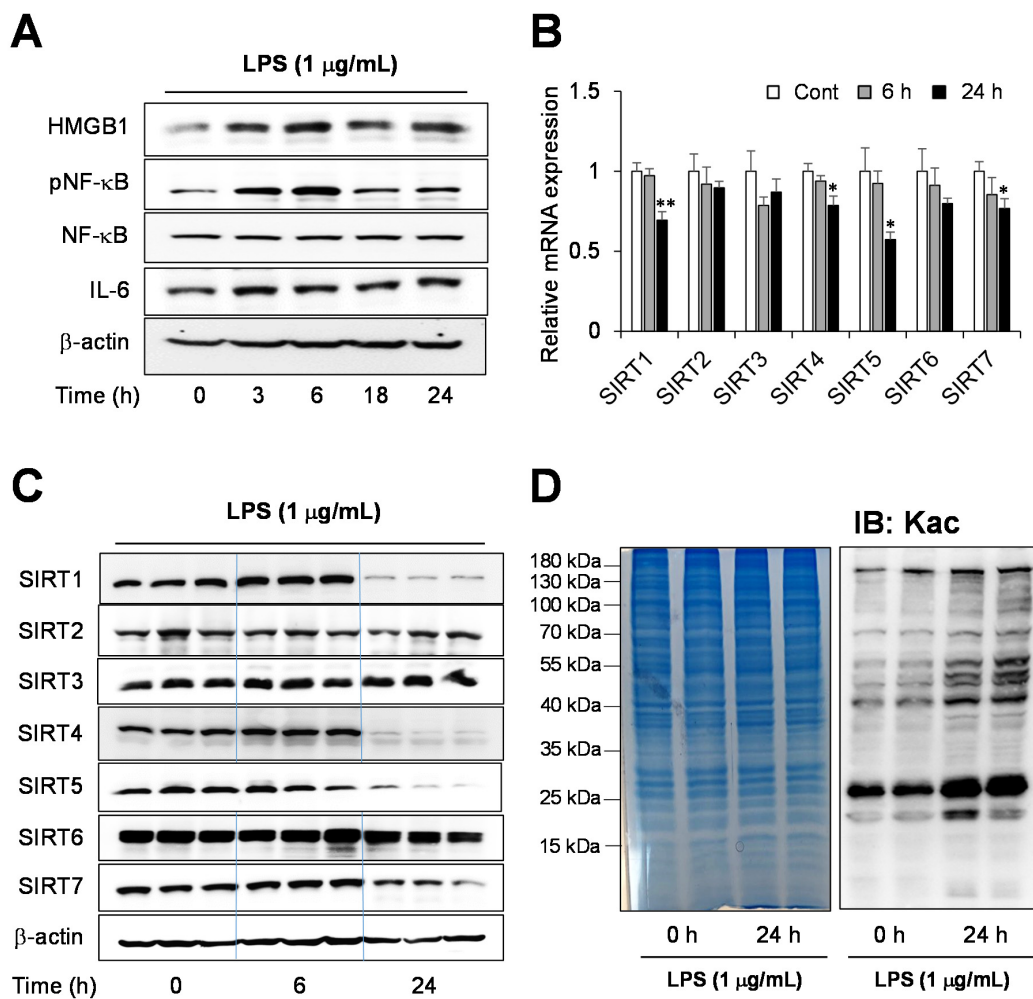 A
LPS (1 μg/mL)
HMGB1
pNF-κB
NF-κB
IL-6
β-actin
Time (h) 0 3 6 18 24
B
Relative mRNA expression
Cont 6 h 24 h
1.5
1
0.5
0
** * * *
SIRT1 SIRT2 SIRT3 SIRT4 SIRT5 SIRT6 SIRT7
C
LPS (1 μg/mL)
SIRT1
SIRT2
SIRT3
SIRT4
SIRT5
SIRT6
SIRT7
β-actin
Time (h) 0 6 24
D
IB: Kac
180 kDa
130 kDa
100 kDa
70 kDa
55 kDa
40 kDa
35 kDa
25 kDa
15 kDa
0 h 24 h 0 h 24 h
LPS (1 μg/mL) LPS (1 μg/mL)